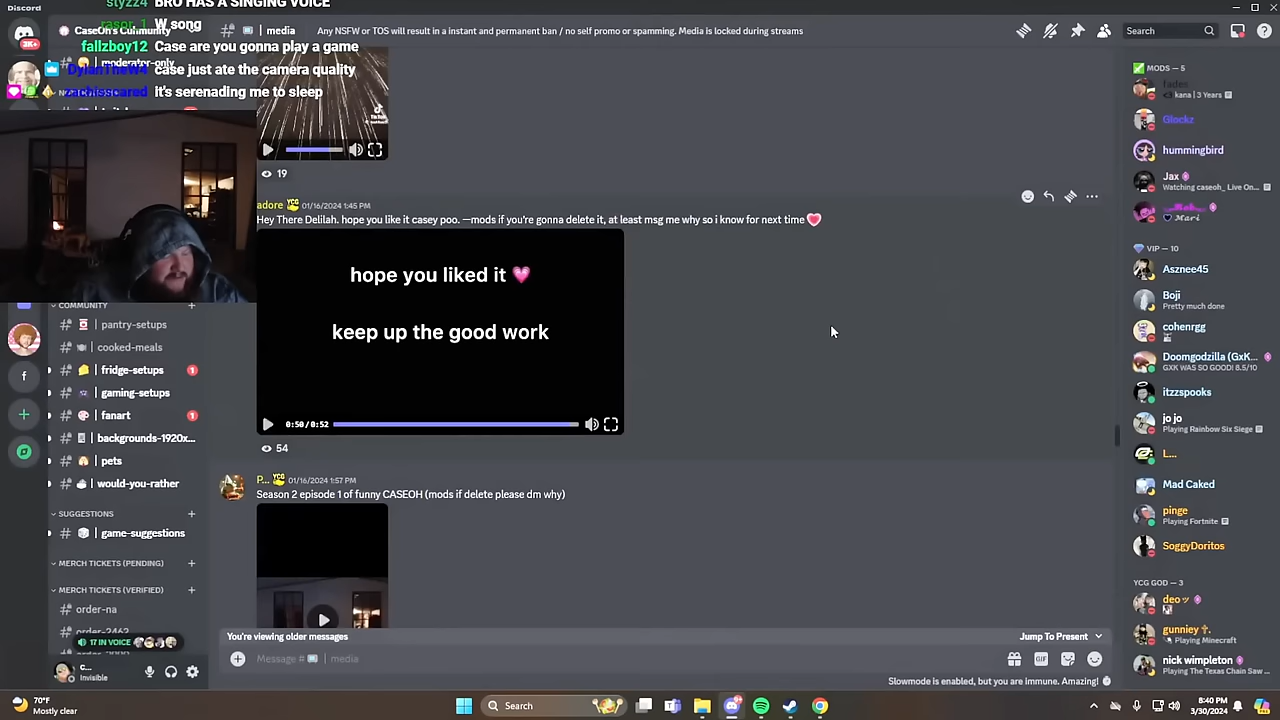 Discord
styzz4 BRO HAS A SINGING VOICE
rasor_1 W song
fallzboy12 Case are you gonna play a game
DylanTheW4 case just ate the camera quality
zachisscared it's serenading me to sleep
CaseOh's Community
moderator-only
3K+
# | media
Any NSFW or TOS will result in a instant and permanent ban / no self promo or spamming. Media is locked during streams
Search
19
adore YCG 01/16/2024 1:45 PM
Hey There Delilah. hope you like it casey poo. —mods if you're gonna delete it, at least msg me why so i know for next time
hope you liked it
keep up the good work
0:50/0:52
54
P... YCG 01/16/2024 1:57 PM
Season 2 episode 1 of funny CASEOH (mods if delete please dm why)
You're viewing older messages
Jump To Present
Message # | media
GIF
Slowmode is enabled, but you are immune. Amazing!
COMMUNITY
# | pantry-setups
# | cooked-meals
# | fridge-setups 1
# | gaming-setups
# | fanart 1
# | backgrounds-1920x...
# | pets
# | would-you-rather
SUGGESTIONS
# | game-suggestions
MERCH TICKETS (PENDING)
MERCH TICKETS (VERIFIED)
order-na
17 IN VOICE
C...
Invisible
MODS — 5
fades
kana | 3 Years
Glockz
hummingbird
Jax
Watching caseoh_ Live On...
Mari
VIP — 10
Asznee45
Boji
Pretty much done
cohenrgg
Doomgodzilla (GxK...
GXK WAS SO GOOD! 8.5/10
itzzspooks
jo jo
Playing Rainbow Six Siege
L...
Mad Caked
pinge
Playing Fortnite
SoggyDoritos
YCG GOD — 3
deo
gunniey
Playing Minecraft
nick wimpleton
Playing The Texas Chain Saw ...
70°F
Mostly clear
Search
8:40 PM
3/30/2024